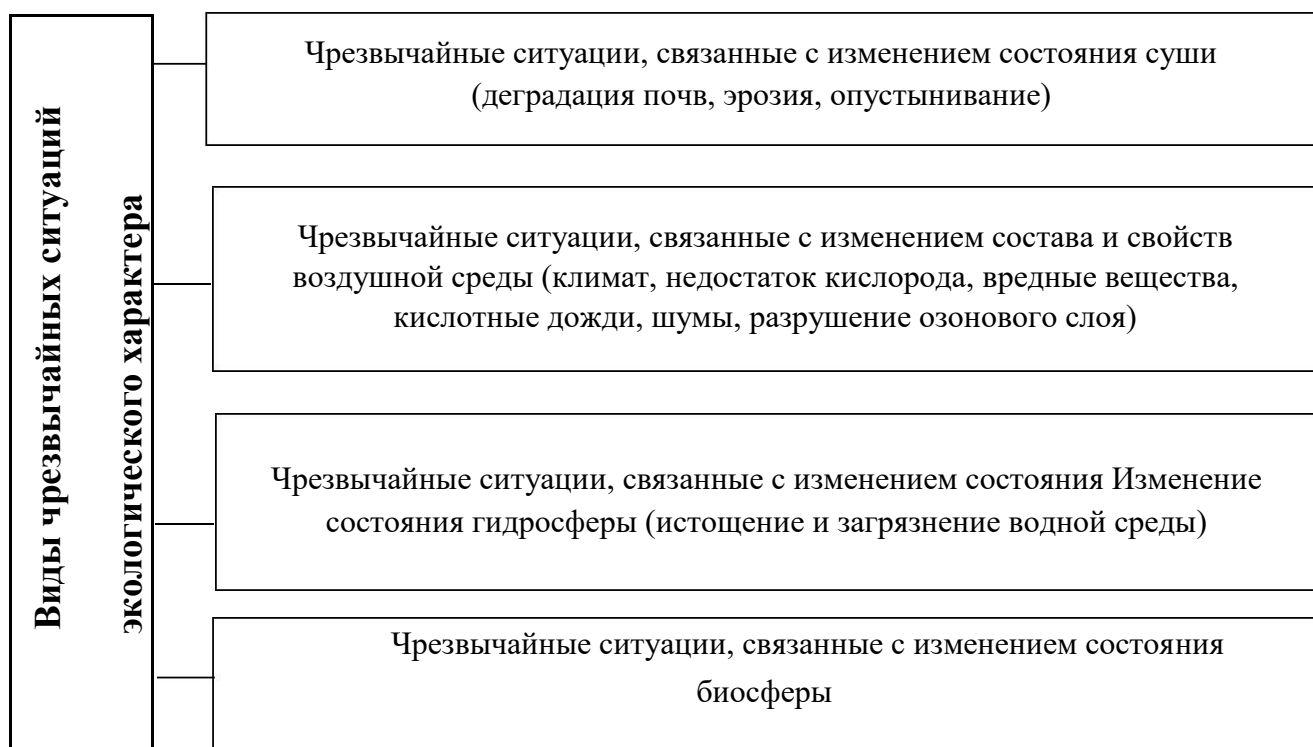 Виды чрезвычайных ситуаций
экологического характера
Чрезвычайные ситуации, связанные с изменением состояния суши
(деградация почв, эрозия, опустынивание)
Чрезвычайные ситуации, связанные с изменением состава и свойств
воздушной среды (климат, недостаток кислорода, вредные вещества,
кислотные дожди, шумы, разрушение озонового слоя)
Чрезвычайные ситуации, связанные с изменением состояния Изменение
состояния гидросферы (истощение и загрязнение водной среды)
Чрезвычайные ситуации, связанные с изменением состояния
биосферы